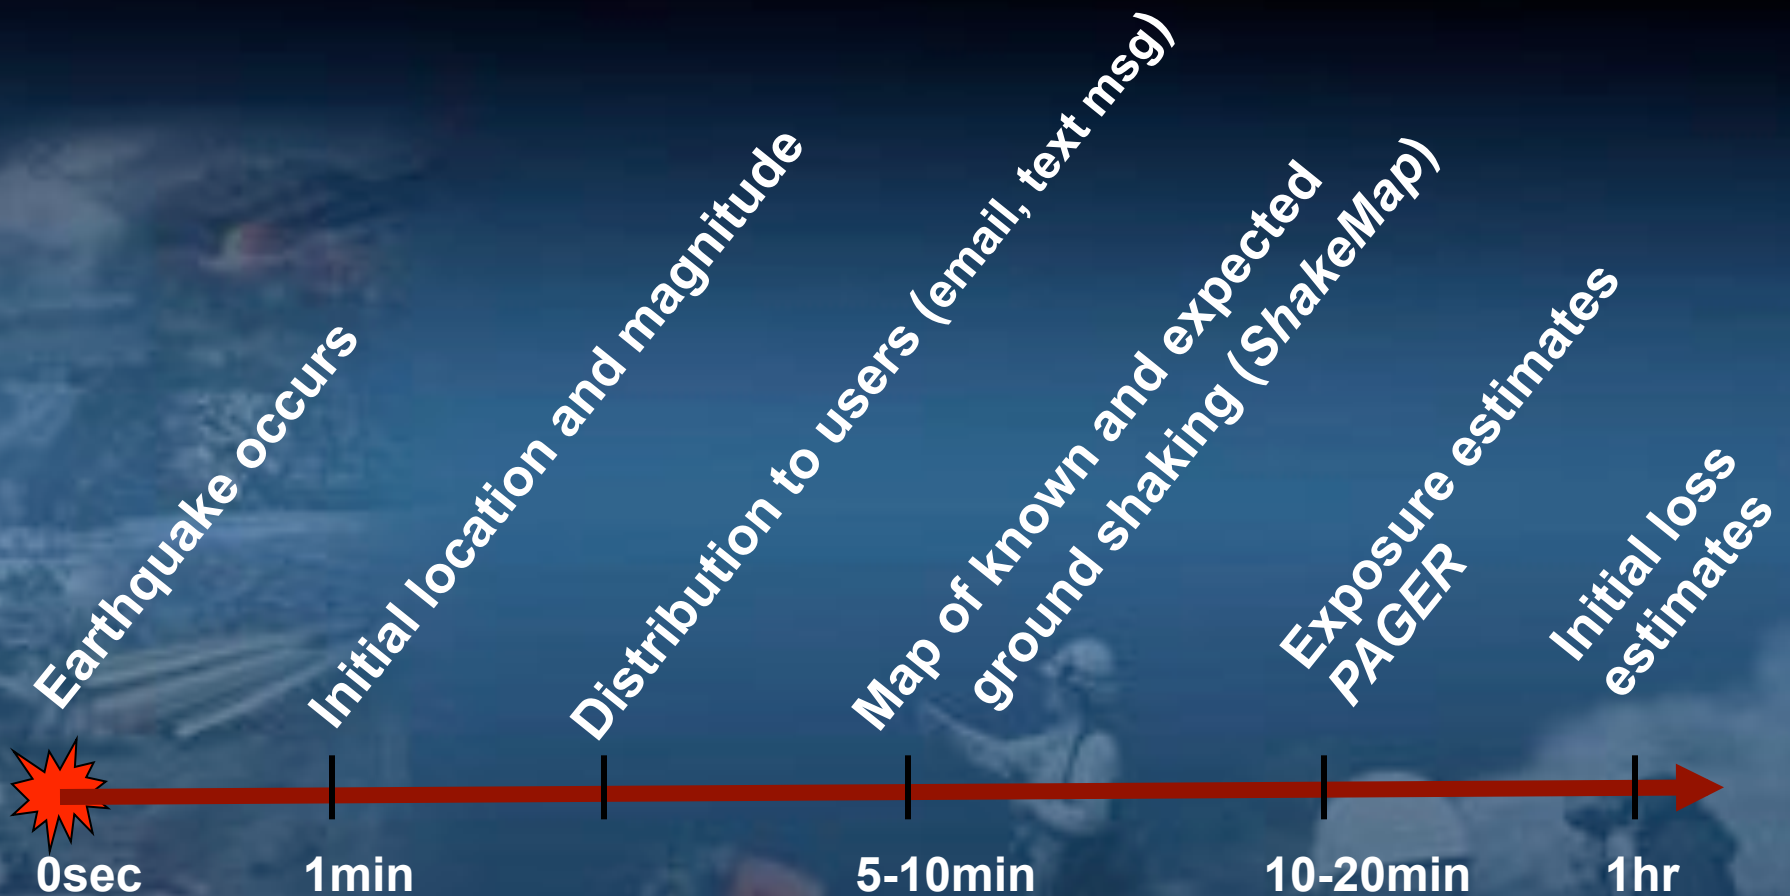 Earthquake occurs
Initial location and magnitude
Distribution to users (email, text msg)
Map of known and expected
ground shaking (ShakeMap)
Exposure estimates
PAGER
Initial loss
estimates
0sec
1min
5-10min
10-20min
1hr